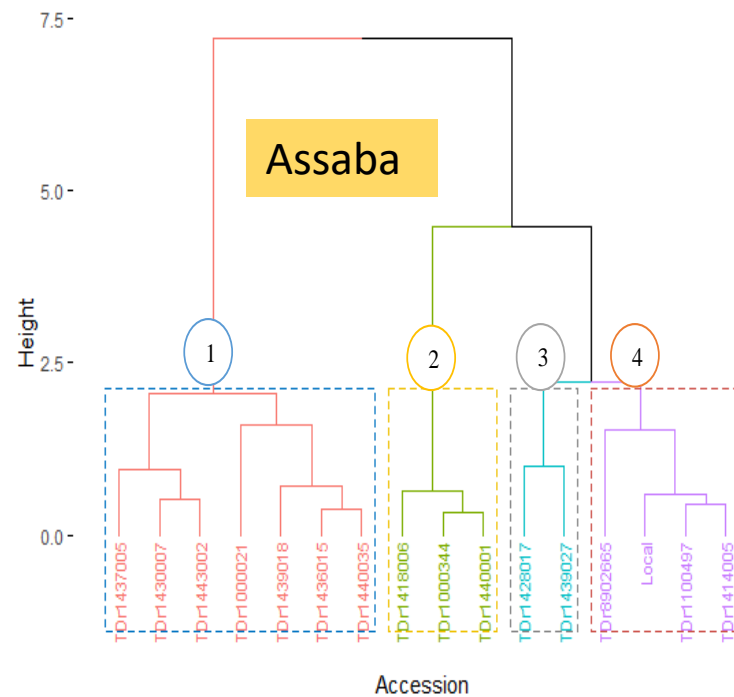 7.5
Assaba
5.0
Height
2.5
1
2
3
4
0.0
TDr1437005
TDr1430007
TDr1443002
TDr1000021
TDr1439018
TDr1436015
TDr1440035
TDr1418006
TDr1000344
TDr1440001
TDr1428017
TDr1439027
TDr8902665
Local
TDr1100497
TDr1414005
Accession